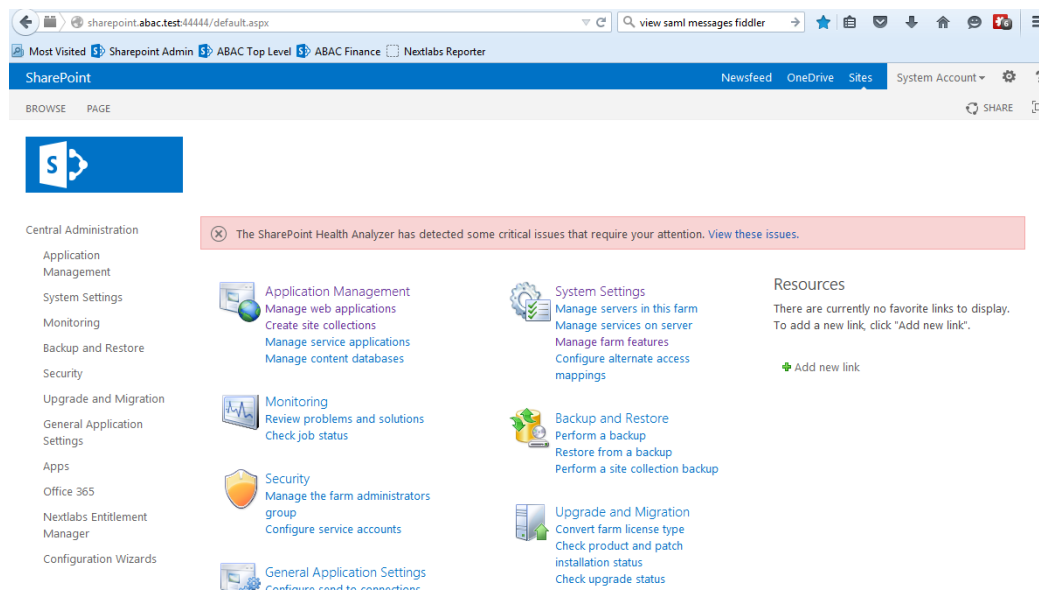 sharepoint.abac.test:44444/default.aspx
view saml messages fiddler
Most Visited
Sharepoint Admin
ABAC Top Level
ABAC Finance
Nextlabs Reporter
SharePoint
Newsfeed
OneDrive
Sites
System Account
?
BROWSE
PAGE
SHARE
S
Central Administration
Application
Management
System Settings
Monitoring
Backup and Restore
Security
Upgrade and Migration
General Application
Settings
Apps
Office 365
Nextlabs Entitlement
Manager
Configuration Wizards
The SharePoint Health Analyzer has detected some critical issues that require your attention. View these issues.
Application Management
Manage web applications
Create site collections
Manage service applications
Manage content databases
Monitoring
Review problems and solutions
Check job status
Security
Manage the farm administrators
group
Configure service accounts
General Application Settings
Configure send to connections
System Settings
Manage servers in this farm
Manage services on server
Manage farm features
Configure alternate access
mappings
Backup and Restore
Perform a backup
Restore from a backup
Perform a site collection backup
Upgrade and Migration
Convert farm license type
Check product and patch
installation status
Check upgrade status
Resources
There are currently no favorite links to display.
To add a new link, click "Add new link".
Add new link